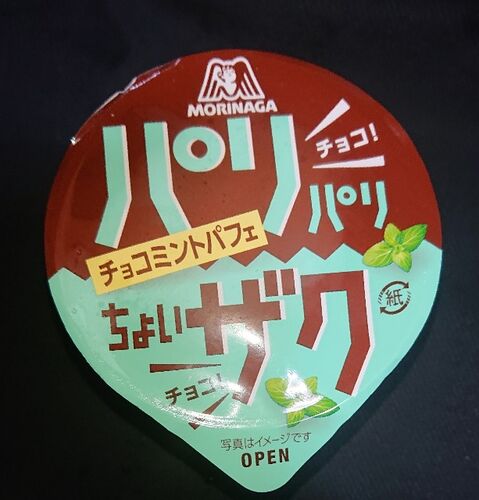 MORINAGA
パリ
チョコ!
パリ
チョコミントパフェ
ちょい
ザク
チョコ!
紙
写真はイメージです
OPEN